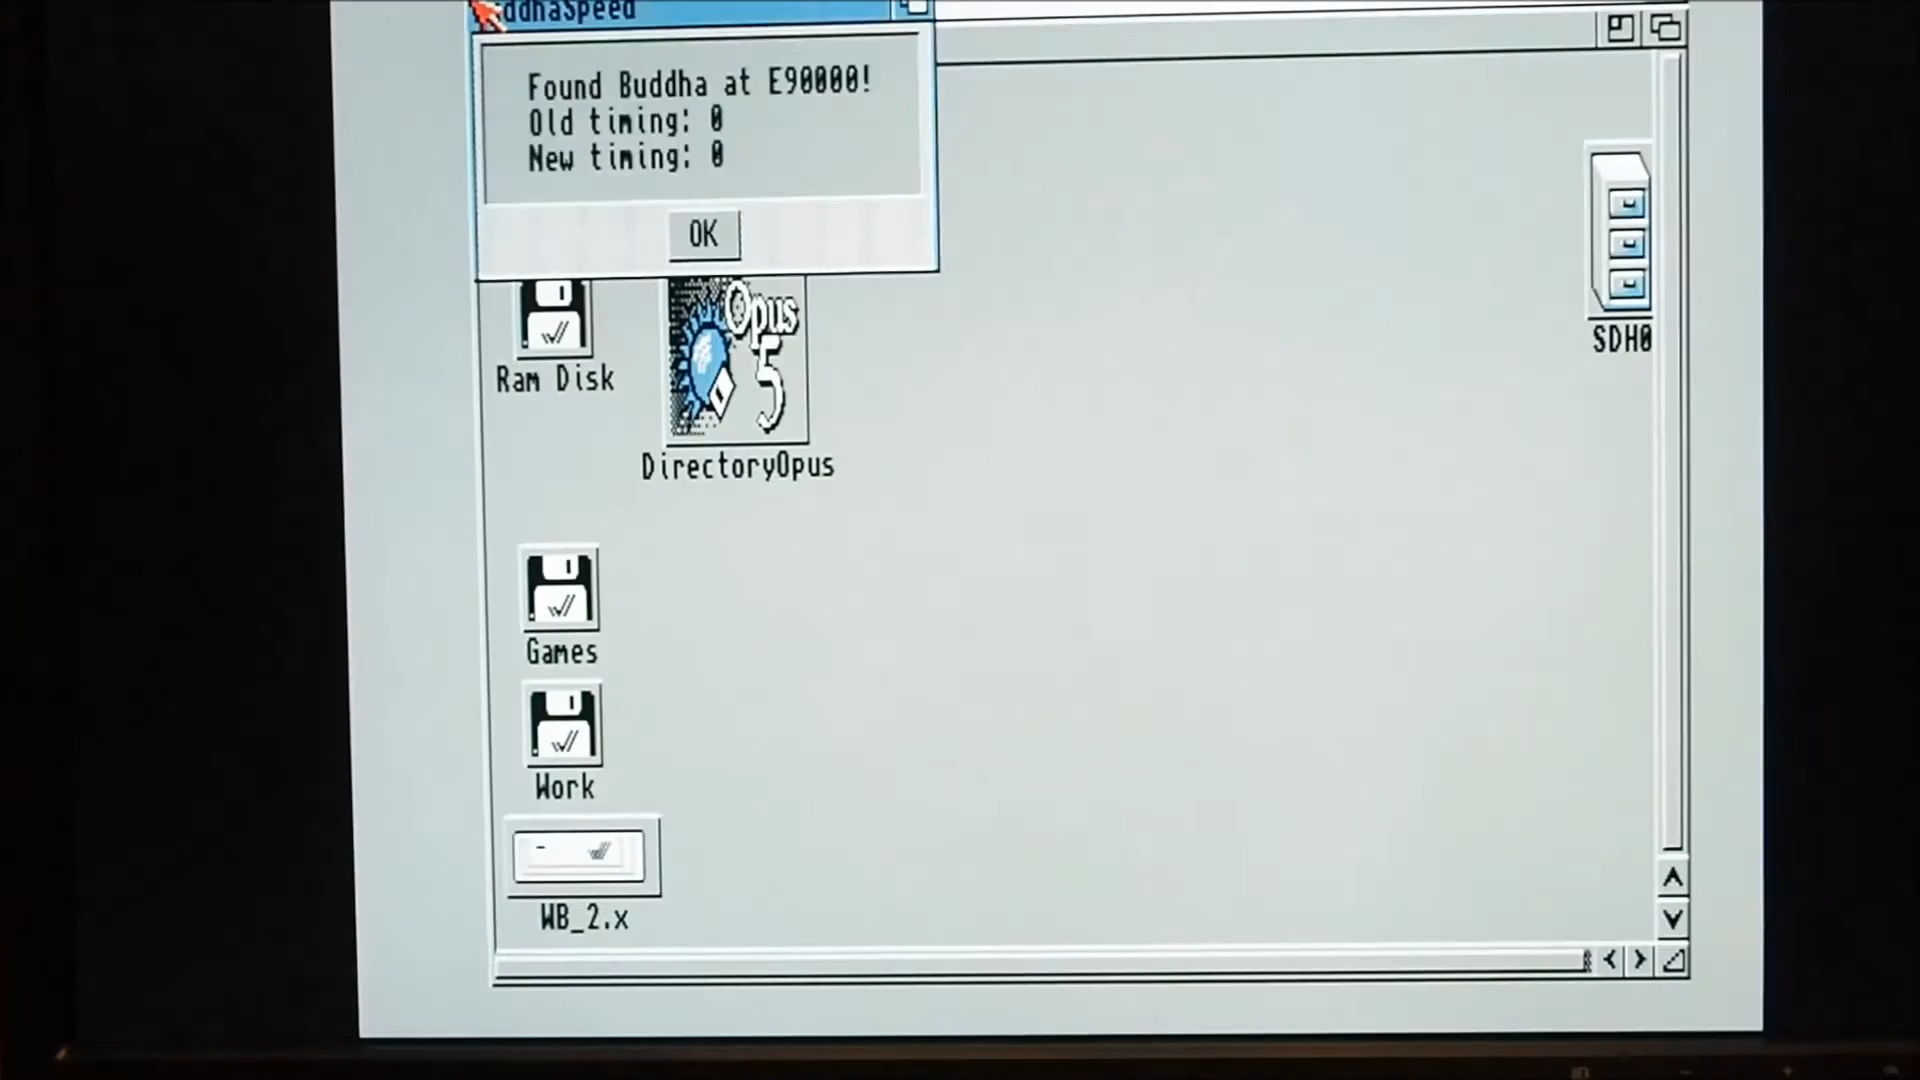 ddhaSpeed
Found Buddha at E90000!
Old timing: 0
New timing: 0
OK
Opus
5
Ram Disk
DirectoryOpus
SDH0
Games
Work
WB_2.x